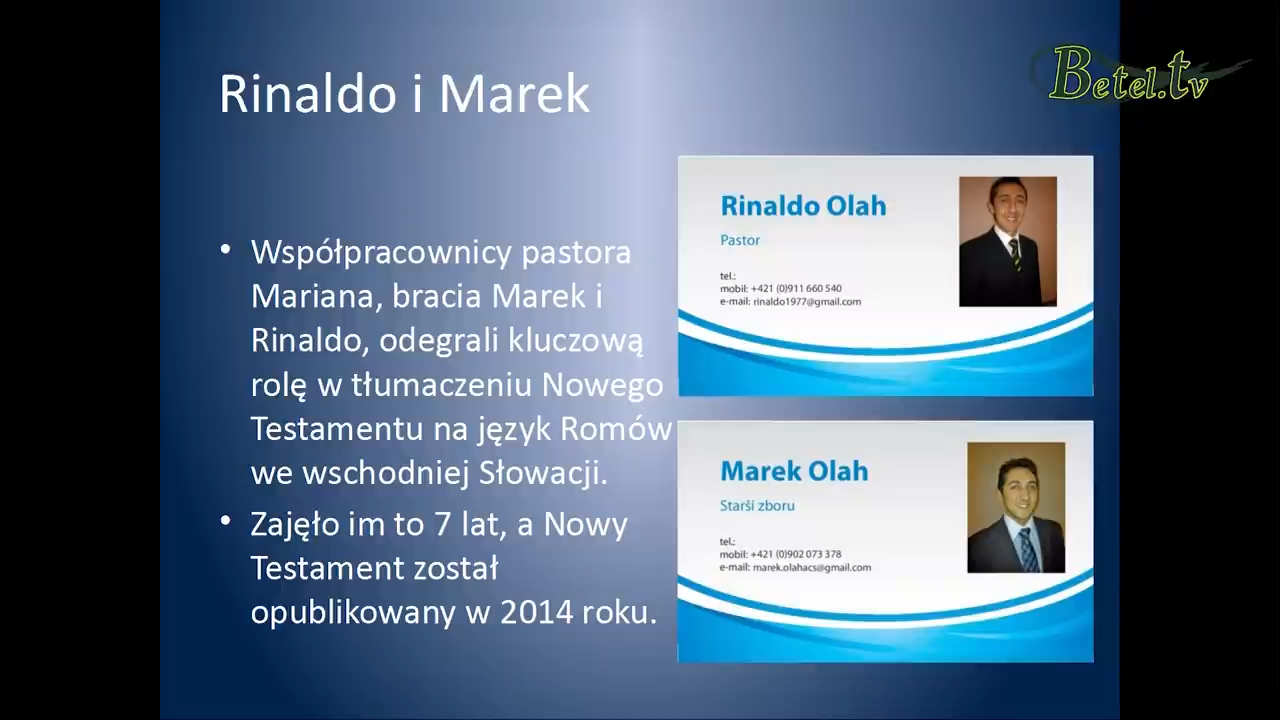 Rinaldo i Marek
Betel.tv
• Współpracownicy pastora
Mariana, bracia Marek i
Rinaldo, odegrali kluczową
rolę w tłumaczeniu Nowego
Testamentu na język Romów
we wschodniej Słowacji.
• Zajęło im to 7 lat, a Nowy
Testament został
opublikowany w 2014 roku.
Rinaldo Olah
Pastor
tel.:
mobil: +421 (0)911 660 540
e-mail: rinaldo1977@gmail.com
Marek Olah
Starší zboru
tel.:
mobil: +421 (0)902 073 378
e-mail: marek.olahacs@gmail.com